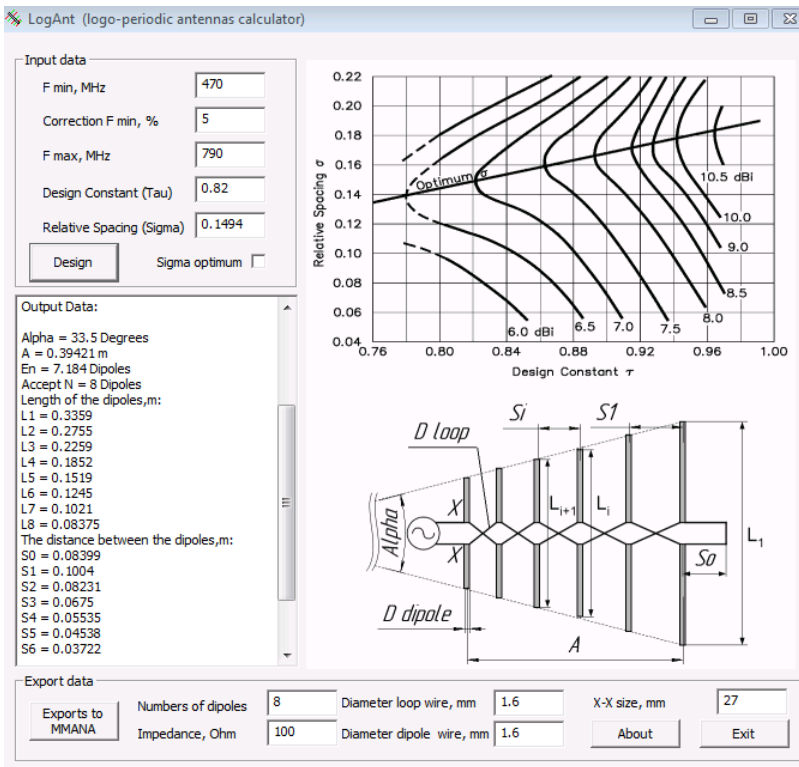 LogAnt (logo-periodic antennas calculator)
Input data
F min, MHz 470
Correction F min, % 5
F max, MHz 790
Design Constant (Tau) 0.82
Relative Spacing (Sigma) 0.1494
Design Sigma optimum
Output Data:
Alpha = 33.5 Degrees
A = 0.39421 m
En = 7.184 Dipoles
Accept N = 8 Dipoles
Length of the dipoles,m:
L1 = 0.3359
L2 = 0.2755
L3 = 0.2259
L4 = 0.1852
L5 = 0.1519
L6 = 0.1245
L7 = 0.1021
L8 = 0.08375
The distance between the dipoles,m:
S0 = 0.08399
S1 = 0.1004
S2 = 0.08231
S3 = 0.0675
S4 = 0.05535
S5 = 0.04538
S6 = 0.03722
0.22
0.20
0.18
0.16
0.14
0.12
0.10
0.08
0.06
0.04
Relative Spacing σ
Optimum σ
10.5 dBi
10.0
9.0
8.5
8.0
7.5
7.0
6.5
6.0 dBi
0.76 0.80 0.84 0.88 0.92 0.96 1.00
Design Constant τ
Si S1
D loop
X
Li+1 Li
Alpha
L1
X
So
D dipole
A
Export data
Exports to
MMANA
Numbers of dipoles 8 Diameter loop wire, mm 1.6 X-X size, mm 27
Impedance, Ohm 100 Diameter dipole wire, mm 1.6 About Exit